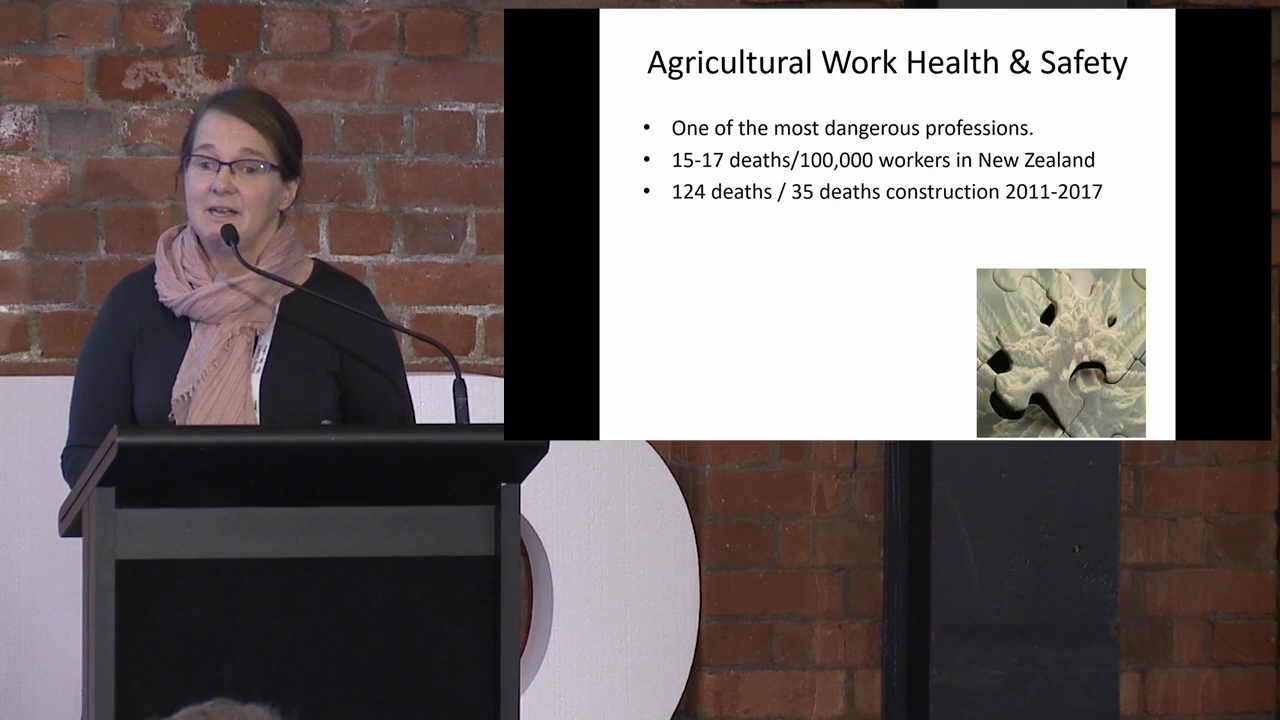 Agricultural Work Health & Safety
• One of the most dangerous professions.
• 15-17 deaths/100,000 workers in New Zealand
• 124 deaths / 35 deaths construction 2011-2017